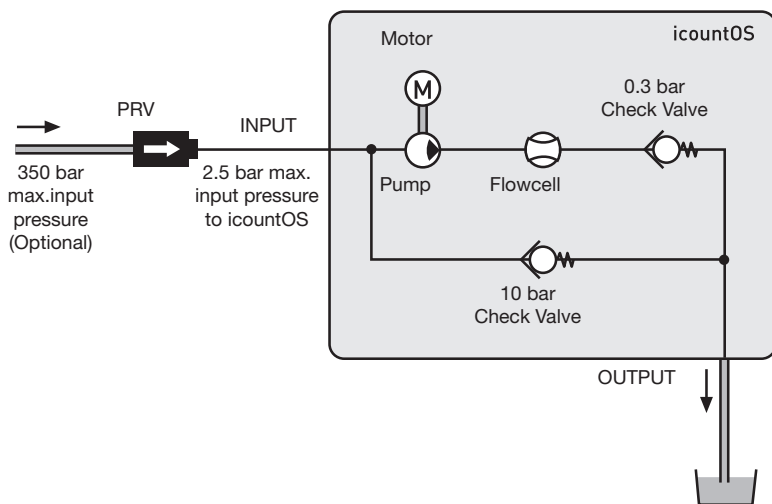 icountOS
Motor
M
0.3 bar
Check Valve
PRV
INPUT
Pump
Flowcell
350 bar
max.input
pressure
(Optional)
2.5 bar max.
input pressure
to icountOS
10 bar
Check Valve
OUTPUT